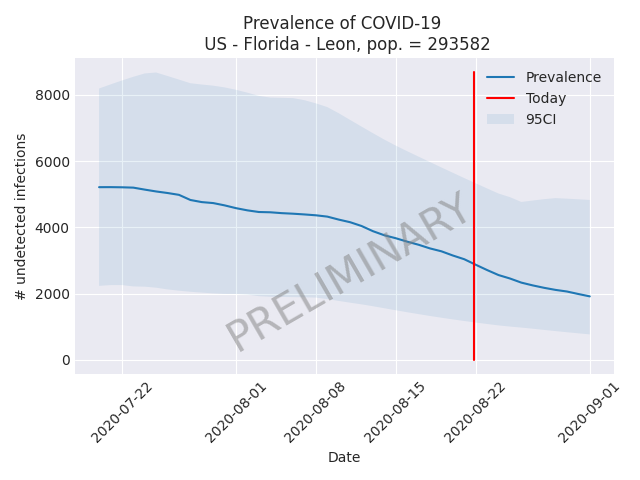 Prevalence of COVID-19
US - Florida - Leon, pop. = 293582
Prevalence
Today
95CI
8000
6000
4000
2000
0
# undetected infections
PRELIMINARY
2020-07-22
2020-08-01
2020-08-08
2020-08-15
2020-08-22
2020-09-01
Date